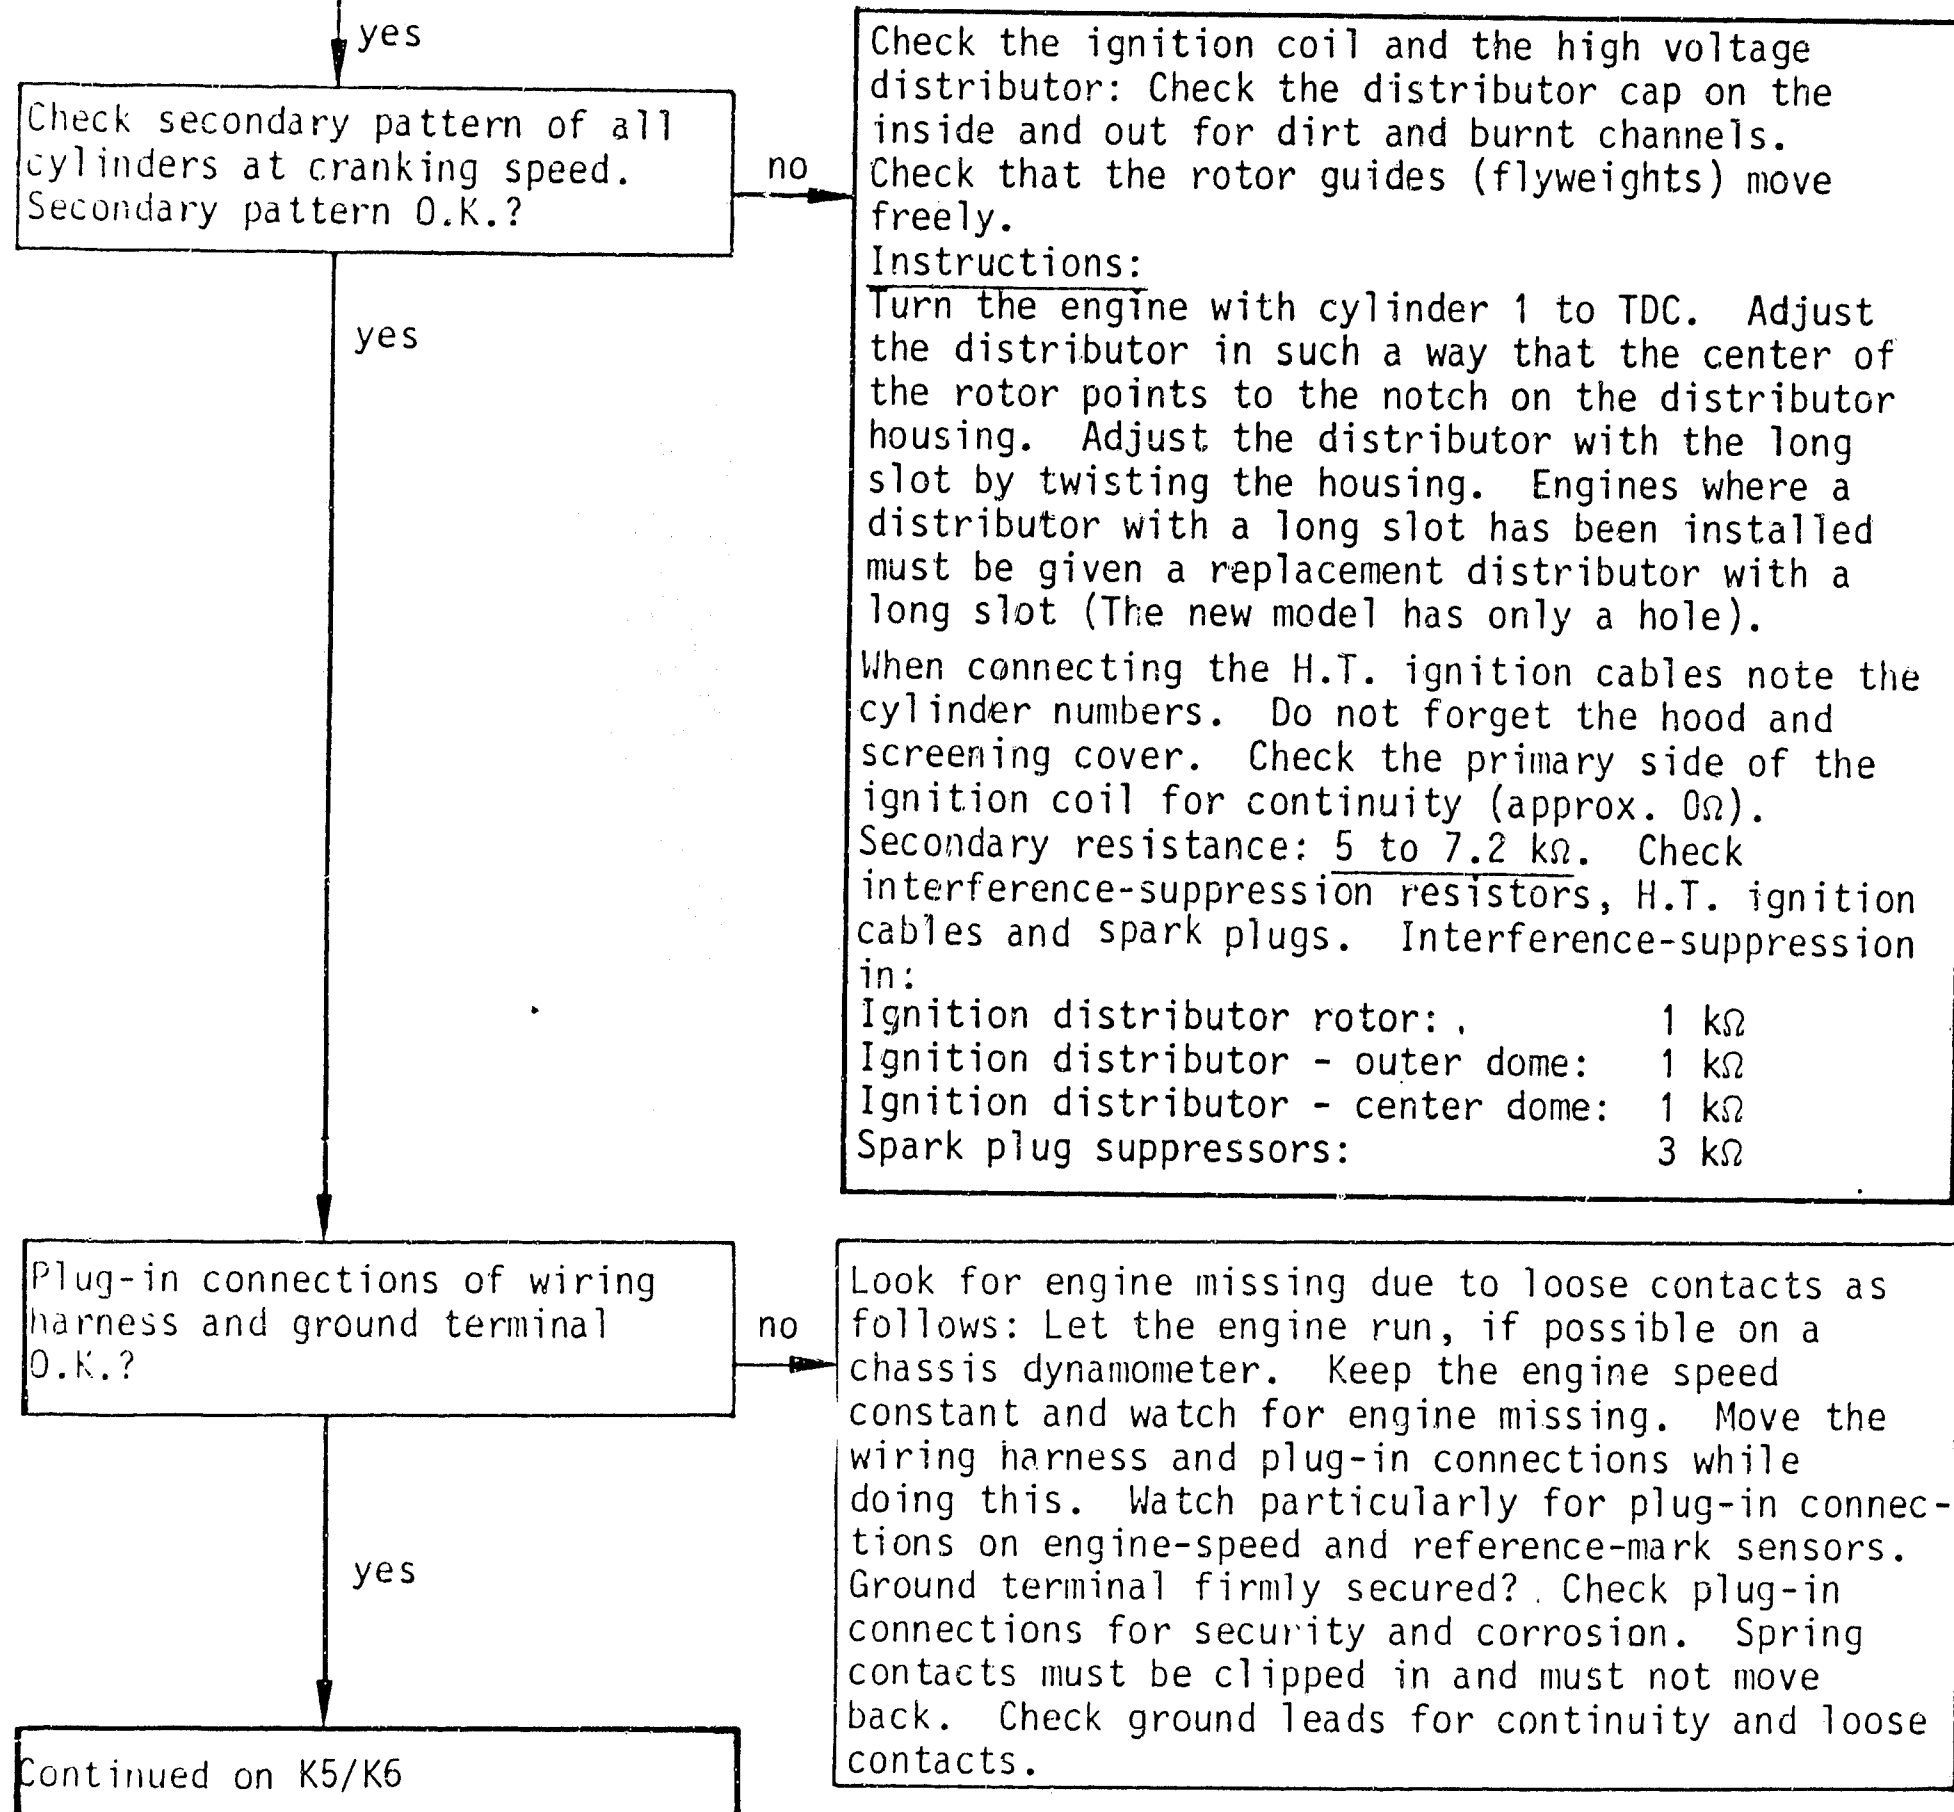 yes
Check secondary pattern of all
cylinders at cranking speed.
Secondary pattern O.K.?
no
Check the ignition coil and the high voltage
distributor: Check the distributor cap on the
inside and out for dirt and burnt channels.
Check that the rotor guides (flyweights) move
freely.
Instructions:
Turn the engine with cylinder 1 to TDC. Adjust
the distributor in such a way that the center of
the rotor points to the notch on the distributor
housing. Adjust the distributor with the long
slot by twisting the housing. Engines where a
distributor with a long slot has been installed
must be given a replacement distributor with a
long slot (The new model has only a hole).
When connecting the H.T. ignition cables note the
cylinder numbers. Do not forget the hood and
screening cover. Check the primary side of the
ignition coil for continuity (approx. 0Ω).
Secondary resistance: 5 to 7.2 kΩ. Check
interference-suppression resistors, H.T. ignition
cables and spark plugs. Interference-suppression
in:
Ignition distributor rotor: 1 kΩ
Ignition distributor - outer dome: 1 kΩ
Ignition distributor - center dome: 1 kΩ
Spark plug suppressors: 3 kΩ
yes
Plug-in connections of wiring
harness and ground terminal
O.K.?
no
Look for engine missing due to loose contacts as
follows: Let the engine run, if possible on a
chassis dynamometer. Keep the engine speed
constant and watch for engine missing. Move the
wiring harness and plug-in connections while
doing this. Watch particularly for plug-in connec-
tions on engine-speed and reference-mark sensors.
Ground terminal firmly secured? Check plug-in
connections for security and corrosion. Spring
contacts must be clipped in and must not move
back. Check ground leads for continuity and loose
contacts.
yes
Continued on K5/K6